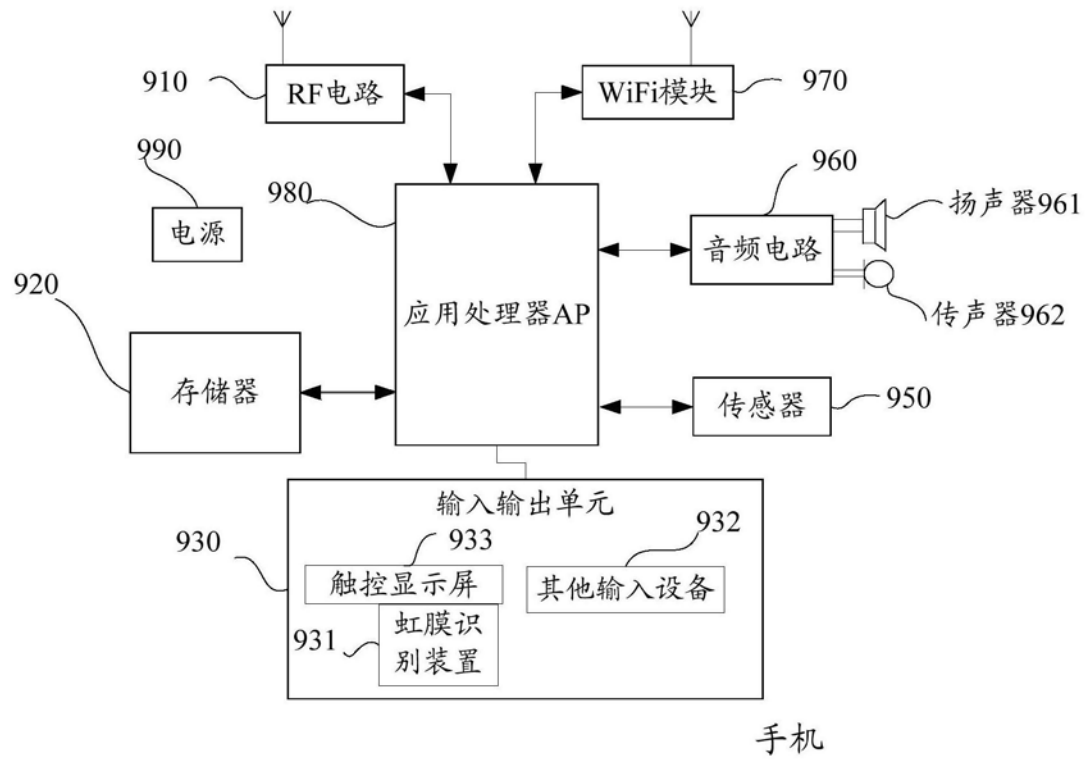 910
RF电路
WiFi模块
970
990
电源
980
960
音频电路
扬声器961
传声器962
920
存储器
应用处理器AP
传感器
950
930
输入输出单元
933
932
触控显示屏
其他输入设备
931
虹膜识
别装置
手机